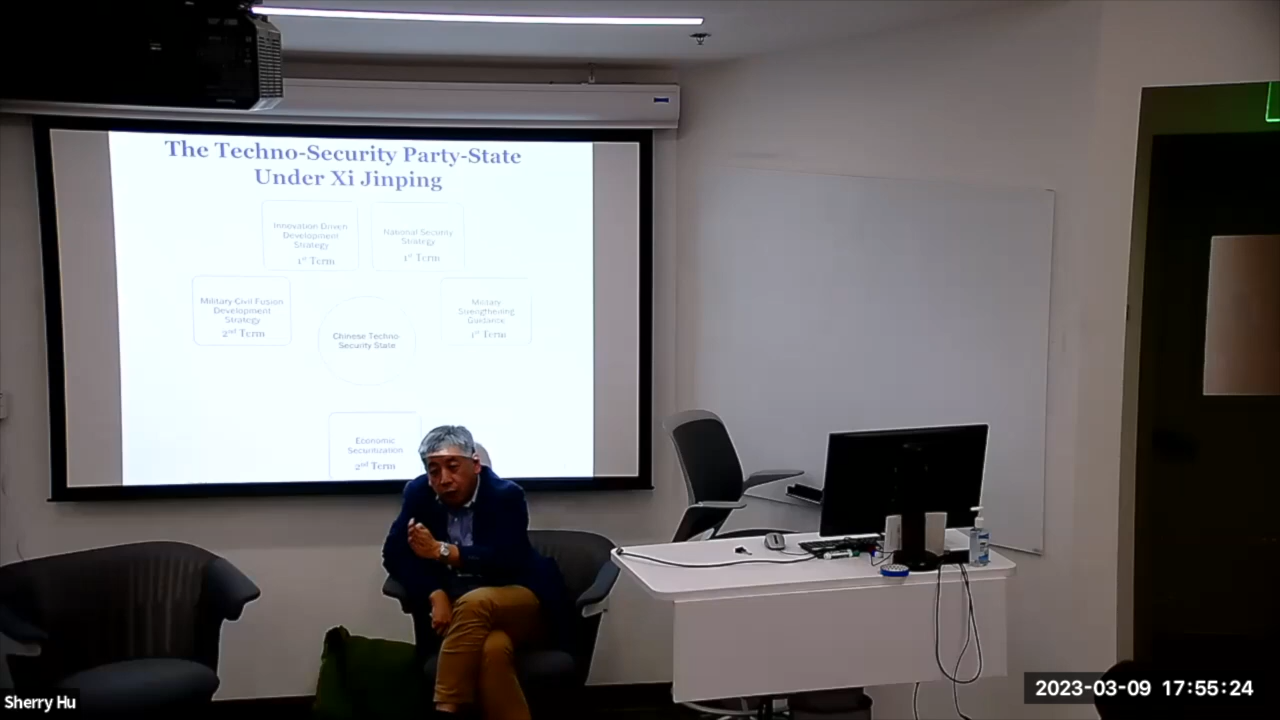 The Techno-Security Party-State
Under Xi Jinping
Innovation Driven
Development
Strategy
1st Term
National Security
Strategy
1st Term
Military-Civil Fusion
Development
Strategy
2nd Term
Military
Strengthening
Guidance
1st Term
Chinese Techno-
Security State
Economic
Securitization
2nd Term
Sherry Hu
2023-03-09 17:55:24